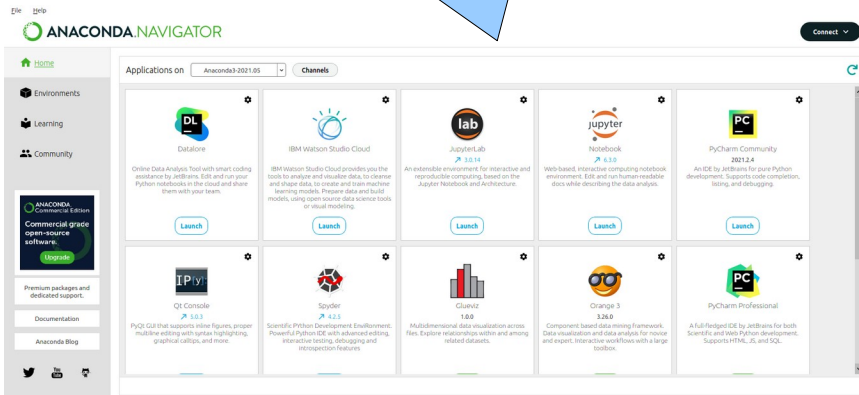 File Help
ANACONDA.NAVIGATOR
Connect
Home
Environments
Learning
Community
ANACONDA
Commercial Edition
Commercial grade
open-source
software.
Upgrade
Premium packages and
dedicated support.
Documentation
Anaconda Blog
You
Tube
Applications on Anaconda3-2021.05 Channels
DL
Datalore
Online Data Analysis Tool with smart coding
assistance by JetBrains. Edit and run your
Python notebooks in the cloud and share
them with your team.
Launch
IBM Watson Studio Cloud
IBM Watson Studio Cloud provides you the
tools to analyze and visualize data, to cleanse
and shape data, to create and train machine
learning models. Prepare data and build
models, using open source data science tools
or visual modeling.
Launch
lab
JupyterLab
3.0.14
An extensible environment for interactive and
reproducible computing, based on the
Jupyter Notebook and Architecture.
Launch
jupyter
Notebook
6.3.0
Web-based, interactive computing notebook
environment. Edit and run human-readable
docs while describing the data analysis.
Launch
PC
PyCharm Community
2021.2.4
An IDE by JetBrains for pure Python
development. Supports code completion,
listing, and debugging.
Launch
IP[y]:
Qt Console
5.0.3
PyQt GUI that supports inline figures, proper
multiline editing with syntax highlighting,
graphical calltips, and more.
Spyder
4.2.5
Scientific PYthon Development EnviRonment.
Powerful Python IDE with advanced editing,
interactive testing, debugging and
introspection features
Glueviz
1.0.0
Multidimensional data visualization across
files. Explore relationships within and among
related datasets.
Orange 3
3.26.0
Component based data mining framework.
Data visualization and data analysis for novice
and expert. Interactive workflows with a large
toolbox.
PC
PyCharm Professional
A full-fledged IDE by JetBrains for both
Scientific and Web Python development.
Supports HTML, JS, and SQL.